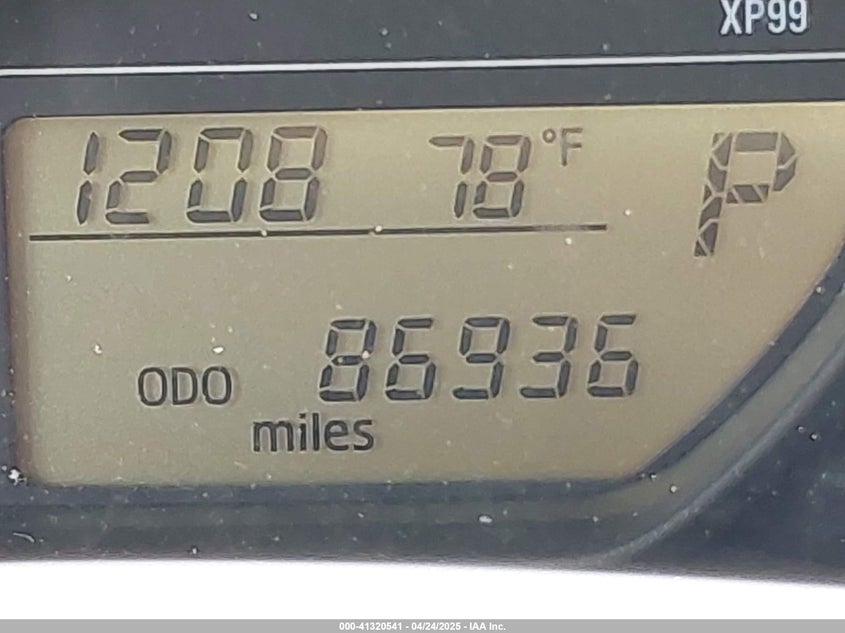 XP99
1208 78°F P
ODO 86936
miles
000-41320541 - 04/24/2025 - IAA Inc.